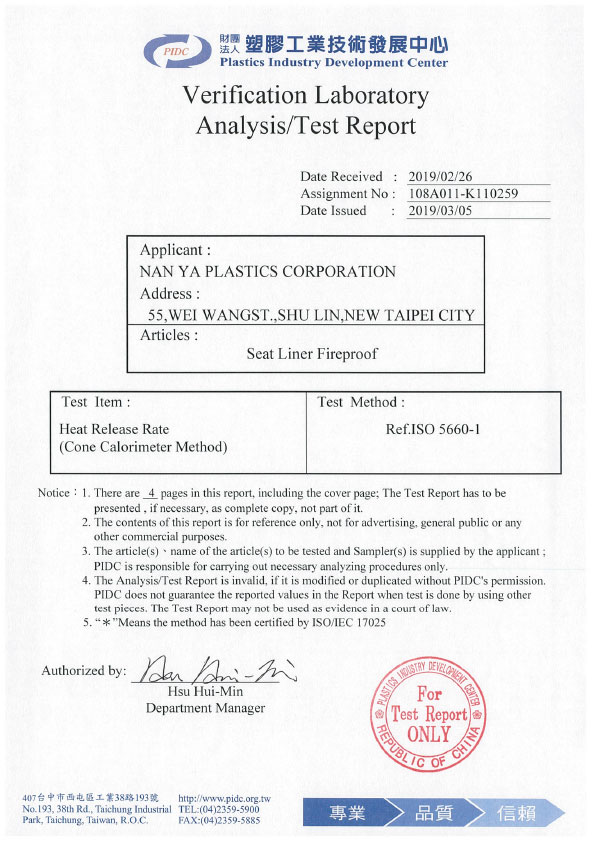 PIDC
財團法人 塑膠工業技術發展中心
Plastics Industry Development Center
Verification Laboratory
Analysis/Test Report
Date Received : 2019/02/26
Assignment No : 108A011-K110259
Date Issued : 2019/03/05
Applicant :
NAN YA PLASTICS CORPORATION
Address :
55,WEI WANGST.,SHU LIN,NEW TAIPEI CITY
Articles :
Seat Liner Fireproof
Test Item :
Heat Release Rate
(Cone Calorimeter Method)
Test Method :
Ref.ISO 5660-1
Notice : 1. There are 4 pages in this report, including the cover page; The Test Report has to be
presented , if necessary, as complete copy, not part of it.
2. The contents of this report is for reference only, not for advertising, general public or any
other commercial purposes.
3. The article(s)、name of the article(s) to be tested and Sampler(s) is supplied by the applicant ;
PIDC is responsible for carrying out necessary analyzing procedures only.
4. The Analysis/Test Report is invalid, if it is modified or duplicated without PIDC's permission.
PIDC does not guarantee the reported values in the Report when test is done by using other
test pieces. The Test Report may not be used as evidence in a court of law.
5. “＊”Means the method has been certified by ISO/IEC 17025
Authorized by:
Hsu Hui-Min
Department Manager
PLASTICS INDUSTRY DEVELOPMENT CENTER
For
Test Report
ONLY
REPUBLIC OF CHINA
407台中市西屯區工業38路193號
No.193, 38th Rd., Taichung Industrial
Park, Taichung, Taiwan, R.O.C.
http://www.pidc.org.tw
TEL:(04)2359-5900
FAX:(04)2359-5885
專業 品質 信賴